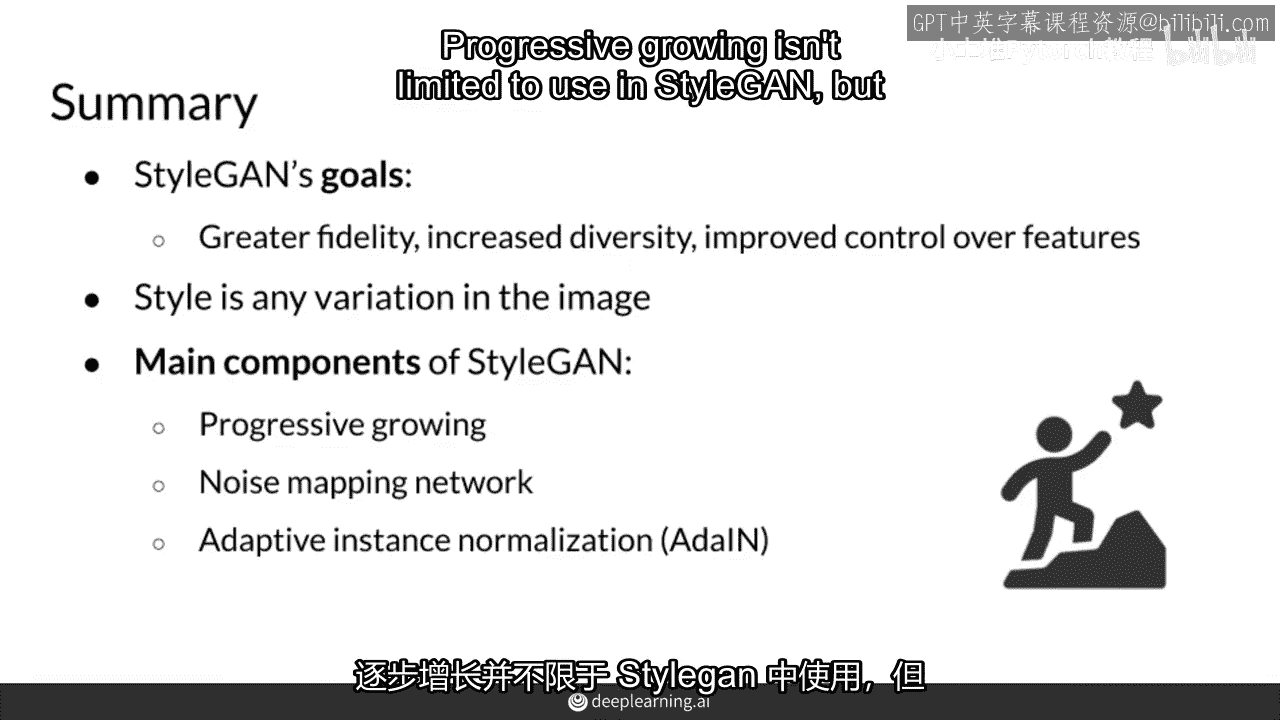 GPT中英字幕课程资源@bilibili.com
Progressive growing isn't
limited to use in StyleGAN, but
Summary
● StyleGAN's goals:
○ Greater fidelity, increased diversity, improved control over features
● Style is any variation in the image
● Main components of StyleGAN:
○ Progressive growing
○ Noise mapping network
○ Adaptive instance normalization (AdaIN)
逐步增长并不限于 Stylegan 中使用，但
deeplearning.ai